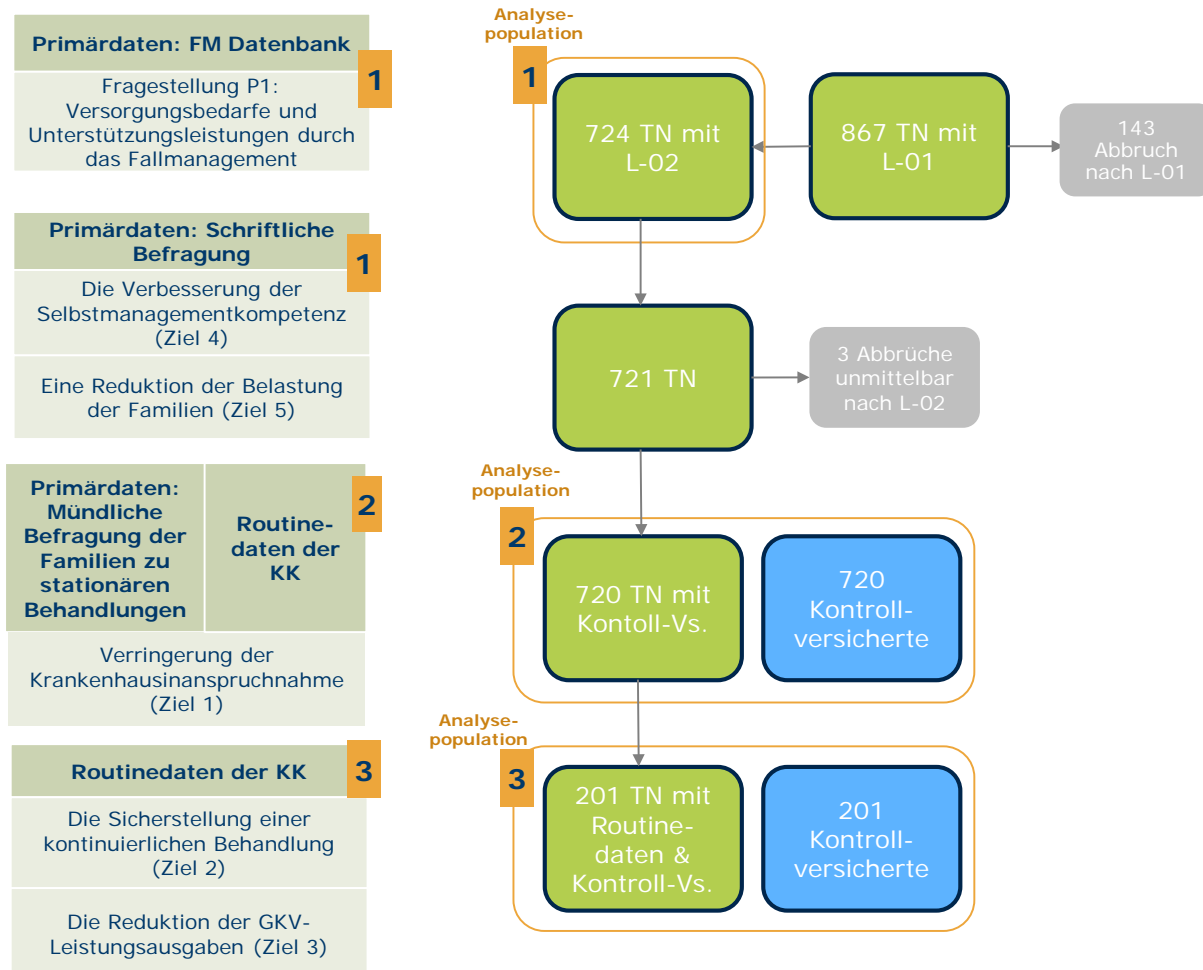 Primärdaten: FM Datenbank
1
Fragestellung P1:
Versorgungsbedarfe und
Unterstützungsleistungen durch
das Fallmanagement
Primärdaten: Schriftliche
Befragung
1
Die Verbesserung der
Selbstmanagementkompetenz
(Ziel 4)
Eine Reduktion der Belastung
der Familien (Ziel 5)
Primärdaten:
Mündliche
Befragung der
Familien zu
stationären
Behandlungen
Routine-
daten der
KK
2
Verringerung der
Krankenhausinanspruchnahme
(Ziel 1)
Routinedaten der KK
3
Die Sicherstellung einer
kontinuierlichen Behandlung
(Ziel 2)
Die Reduktion der GKV-
Leistungsausgaben (Ziel 3)
Analyse-
population
1
724 TN mit
L-02
867 TN mit
L-01
143
Abbruch
nach L-01
721 TN
3 Abbrüche
unmittelbar
nach L-02
Analyse-
population
2
720 TN mit
Kontoll-Vs.
720
Kontroll-
versicherte
Analyse-
population
3
201 TN mit
Routine-
daten &
Kontroll-Vs.
201
Kontroll-
versicherte